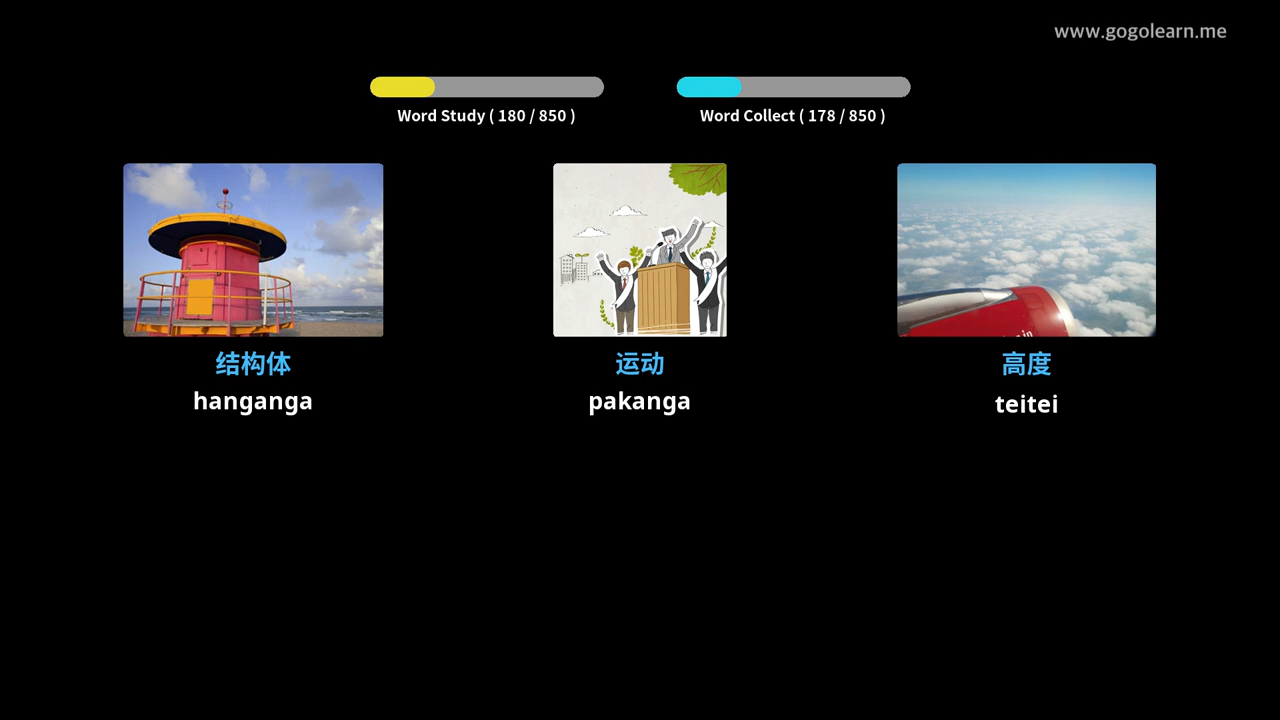 www.gogolearn.me
Word Study ( 180 / 850 )
Word Collect ( 178 / 850 )
结构体
运动
高度
hanganga
pakanga
teitei